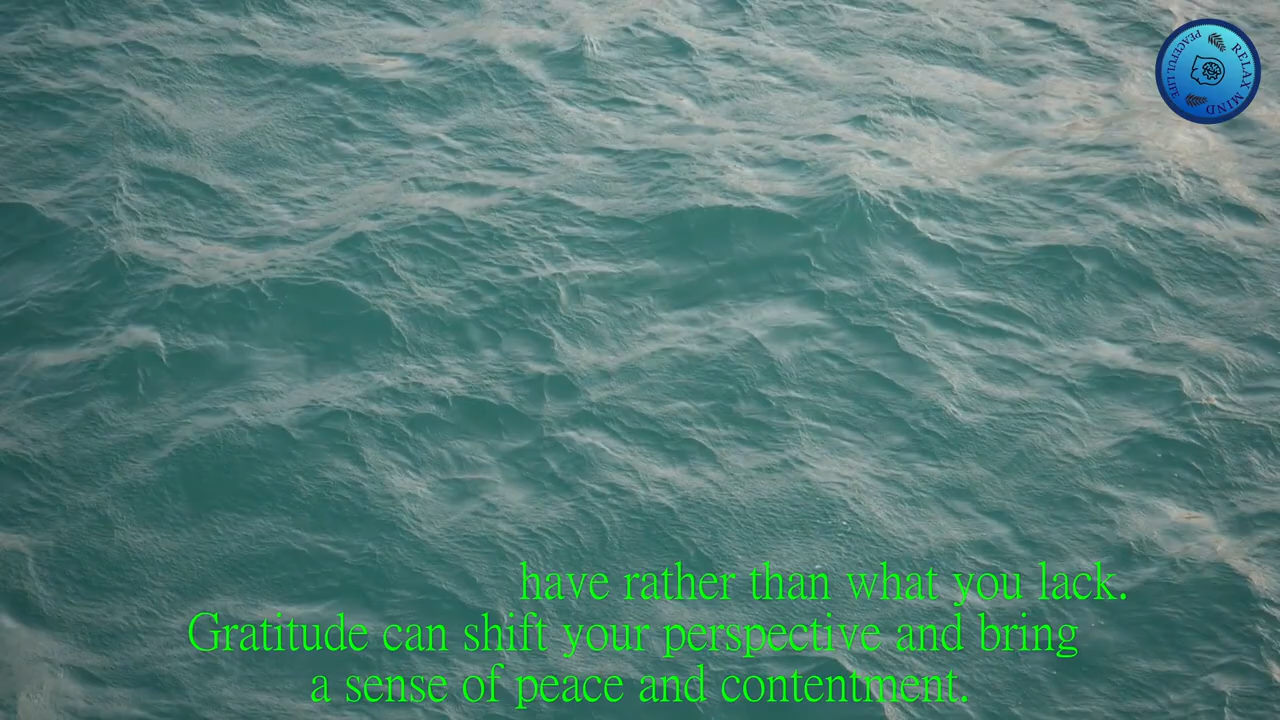 RELAX MIND
PEACEFUL LIFE
have rather than what you lack.
Gratitude can shift your perspective and bring
a sense of peace and contentment.